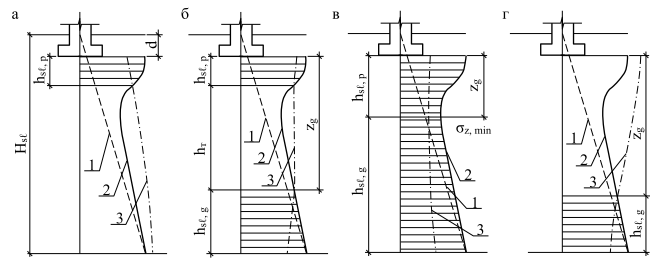 а
б
в
г
d
hsℓ, p
Hsℓ
1
2
3
hsℓ, p
hт
hsℓ, g
zg
1
2
3
hsℓ, p
hsℓ, g
zg
σz, min
2
1
3
1
2
3
zg
hsℓ, g